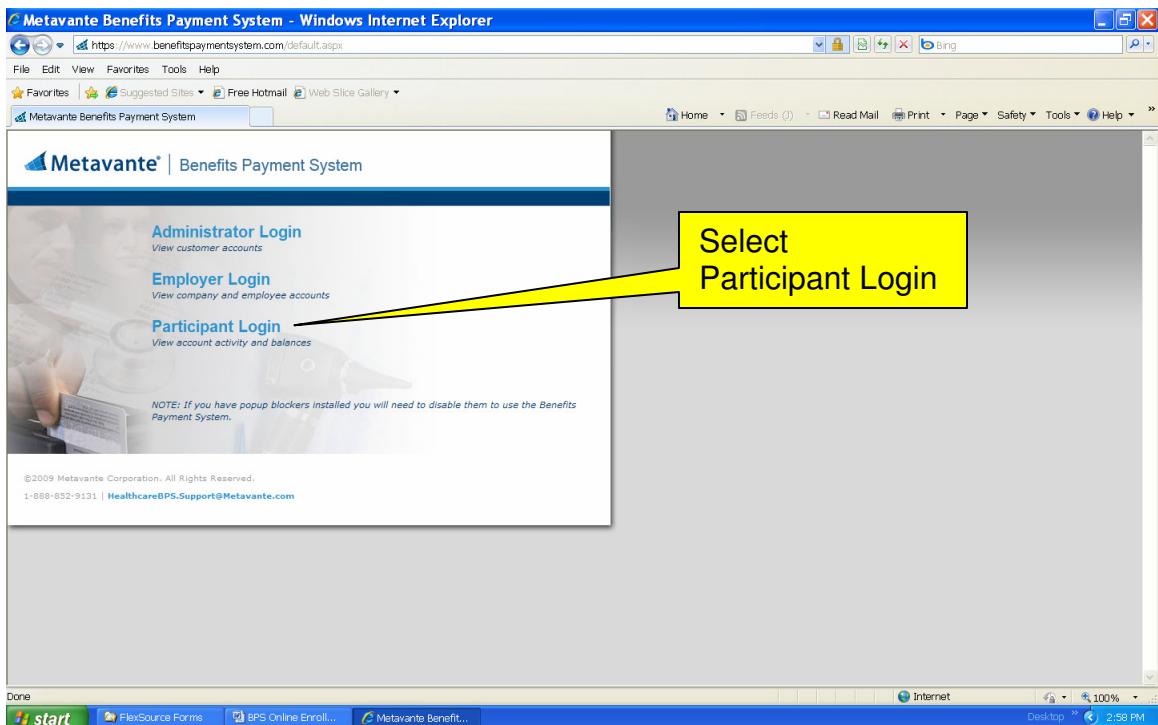 Metavante Benefits Payment System - Windows Internet Explorer
https://www.benefitspaymentsystem.com/default.aspx
Bing
File Edit View Favorites Tools Help
Favorites Suggested Sites Free Hotmail Web Slice Gallery
Metavante Benefits Payment System
Home Feeds (J) Read Mail Print Page Safety Tools Help »
Metavante® | Benefits Payment System
Administrator Login
View customer accounts
Employer Login
View company and employee accounts
Participant Login
View account activity and balances
Select
Participant Login
NOTE: If you have popup blockers installed you will need to disable them to use the Benefits
Payment System.
©2009 Metavante Corporation. All Rights Reserved.
1-888-852-9131 | HealthcareBPS.Support@Metavante.com
Done
Internet
100%
start
FlexSource Forms
BPS Online Enroll...
Metavante Benefit...
Desktop »
2:58 PM